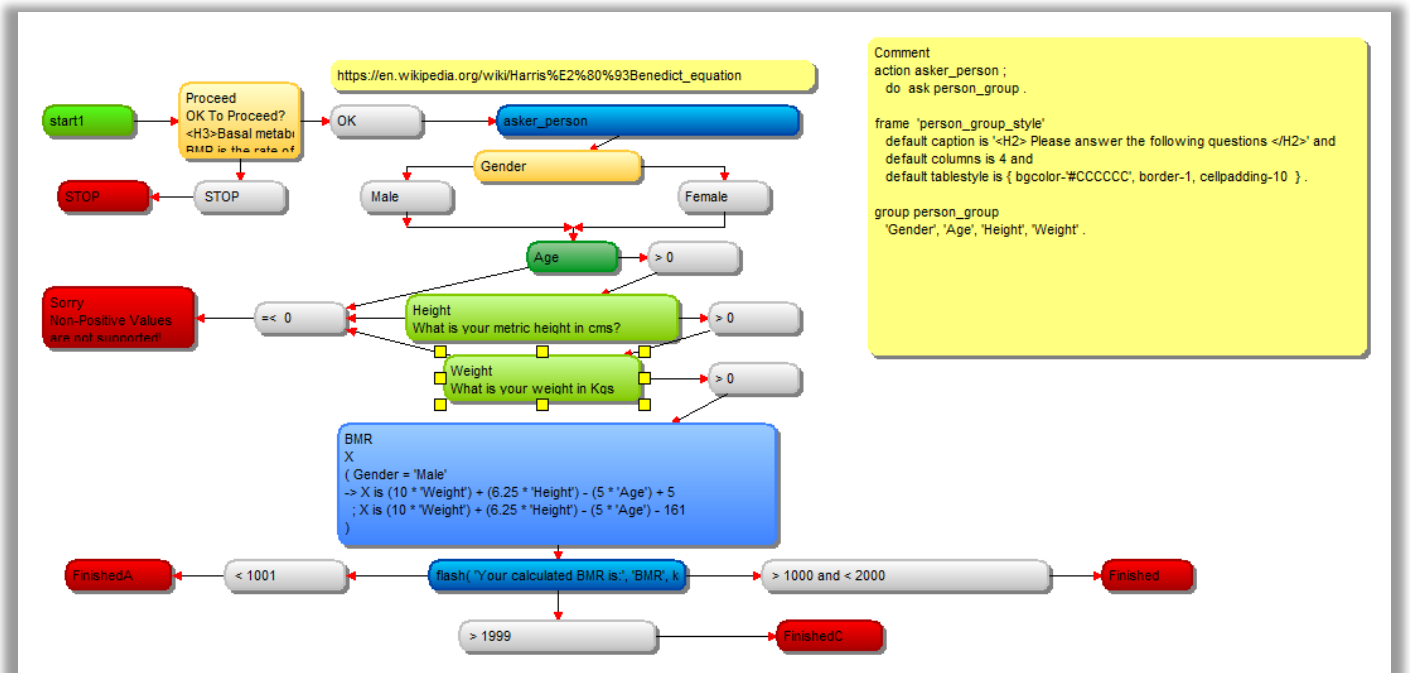 https://en.wikipedia.org/wiki/Harris%E2%80%93Benedict_equation
Comment
action asker_person ;
do ask person_group .
frame 'person_group_style'
default caption is '<H2> Please answer the following questions </H2>' and
default columns is 4 and
default tablestyle is { bgcolor-'#CCCCCC', border-1, cellpadding-10 } .
group person_group
'Gender', 'Age', 'Height', 'Weight' .
start1
Proceed
OK To Proceed?
<H3>Basal metab
BMR is the rate of
OK
asker_person
Gender
STOP
STOP
Male
Female
Age
> 0
Sorry
Non-Positive Values
are not supported!
=< 0
Height
What is your metric height in cms?
> 0
Weight
What is your weight in Kgs
> 0
BMR
X
( Gender = 'Male'
-> X is (10 * 'Weight') + (6.25 * 'Height') - (5 * 'Age') + 5
; X is (10 * 'Weight') + (6.25 * 'Height') - (5 * 'Age') - 161
)
FinishedA
< 1001
flash( "Your calculated BMR is:", 'BMR', k
> 1000 and < 2000
Finished
> 1999
FinishedC